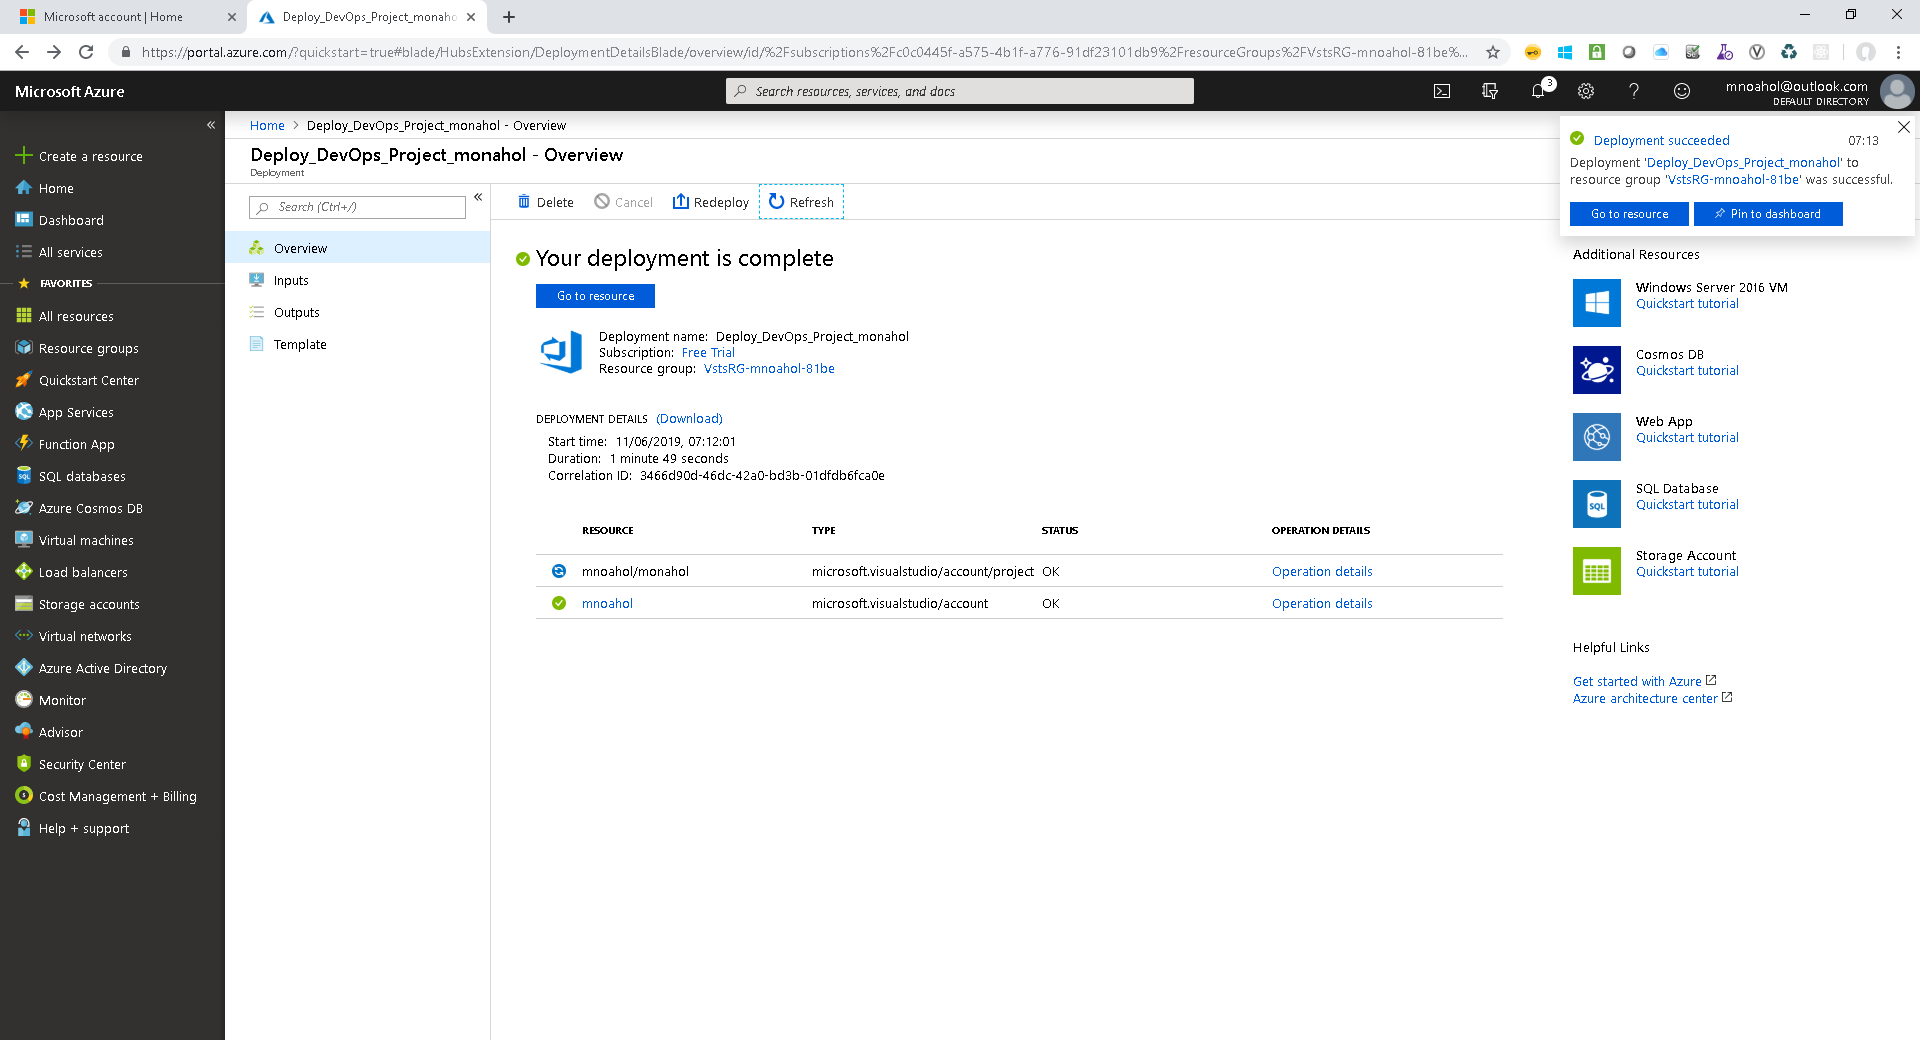 Microsoft account | Home
Deploy_DevOps_Project_monaho
https://portal.azure.com/?quickstart=true#blade/HubsExtension/DeploymentDetailsBlade/overview/id/%2Fsubscriptions%2Fc0c0445f-a575-4b1f-a776-91df23101db9%2FresourceGroups%2FVstsRG-mnoahol-81be%...
Microsoft Azure
Search resources, services, and docs
3
mnoahol@outlook.com
DEFAULT DIRECTORY
«
Create a resource
Home
Dashboard
All services
FAVORITES
All resources
Resource groups
Quickstart Center
App Services
Function App
SQL databases
Azure Cosmos DB
Virtual machines
Load balancers
Storage accounts
Virtual networks
Azure Active Directory
Monitor
Advisor
Security Center
Cost Management + Billing
Help + support
Home > Deploy_DevOps_Project_monahol - Overview
Deploy_DevOps_Project_monahol - Overview
Deployment
Search (Ctrl+/)
«
Overview
Inputs
Outputs
Template
Delete
Cancel
Redeploy
Refresh
Your deployment is complete
Go to resource
Deployment name: Deploy_DevOps_Project_monahol
Subscription: Free Trial
Resource group: VstsRG-mnoahol-81be
DEPLOYMENT DETAILS (Download)
Start time: 11/06/2019, 07:12:01
Duration: 1 minute 49 seconds
Correlation ID: 3466d90d-46dc-42a0-bd3b-01dfdb6fca0e
RESOURCE TYPE STATUS OPERATION DETAILS
mnoahol/monahol microsoft.visualstudio/account/project OK Operation details
mnoahol microsoft.visualstudio/account OK Operation details
Deployment succeeded 07:13
Deployment 'Deploy_DevOps_Project_monahol' to
resource group 'VstsRG-mnoahol-81be' was successful.
Go to resource
Pin to dashboard
Additional Resources
Windows Server 2016 VM
Quickstart tutorial
Cosmos DB
Quickstart tutorial
Web App
Quickstart tutorial
SQL
SQL Database
Quickstart tutorial
Storage Account
Quickstart tutorial
Helpful Links
Get started with Azure
Azure architecture center